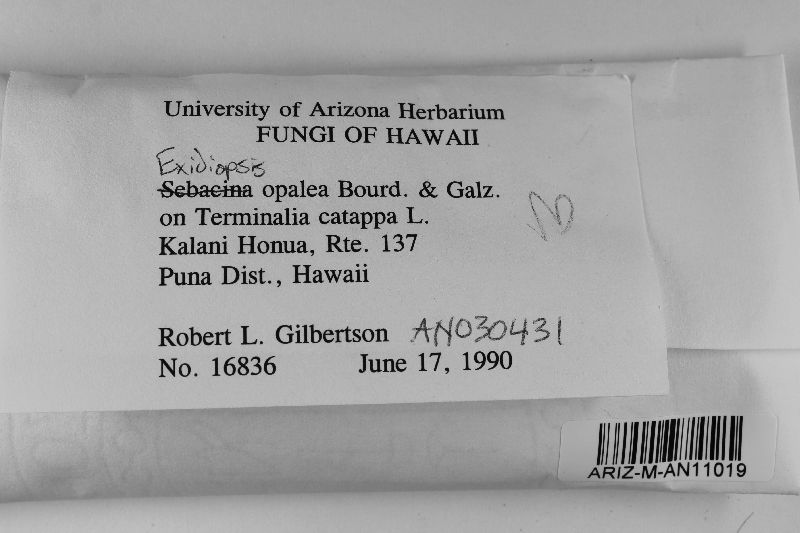 University of Arizona Herbarium
FUNGI OF HAWAII
Exidiopsis
Sebacina opalea Bourd. & Galz.
on Terminalia catappa L.
Kalani Honua, Rte. 137
Puna Dist., Hawaii
Robert L. Gilbertson AN030431
No. 16836 June 17, 1990
ARIZ-M-AN11019